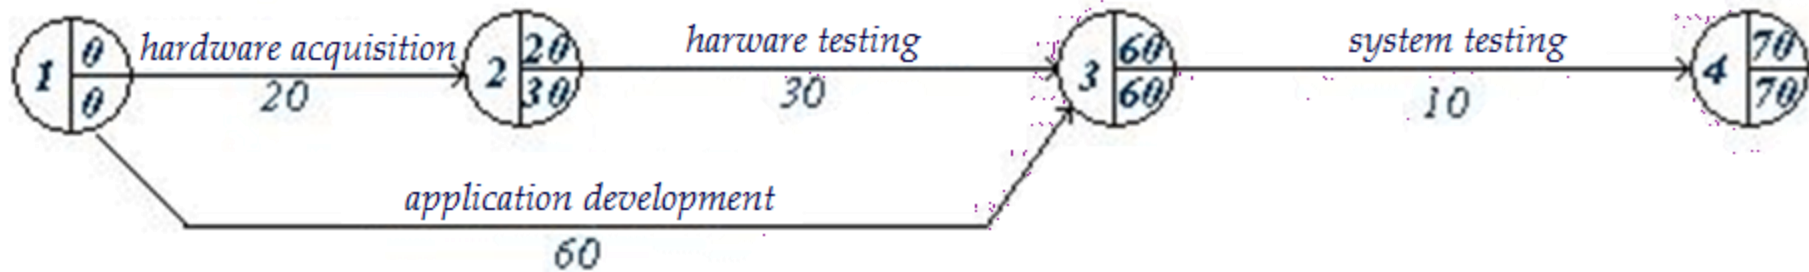 1 0 0
hardware acquisition
20
2 20 30
harware testing
30
3 60 60
system testing
10
4 70 70
application development
60